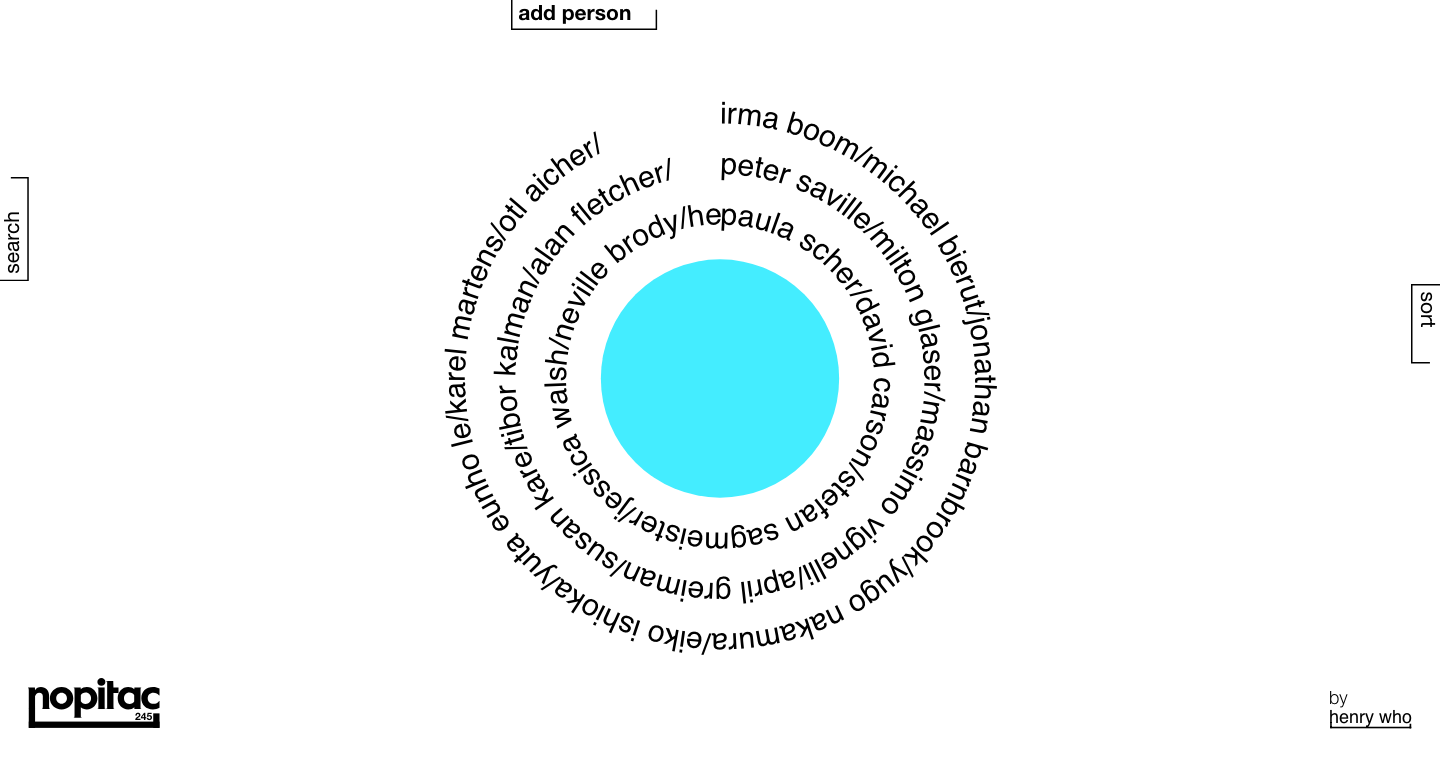 add person
irma boom/michael bierut/jonathan barnbrook/yugo nakamura/eiko ishioka/yuta eunho le/karel martens/otl aicher/
peter saville/milton glaser/massimo vignelli/april greiman/susan kare/tibor kalman/alan fletcher/
paula scher/david carson/stefan sagmeister/jessica walsh/neville brody/he
search
sort
nopitac
245
by
henry who